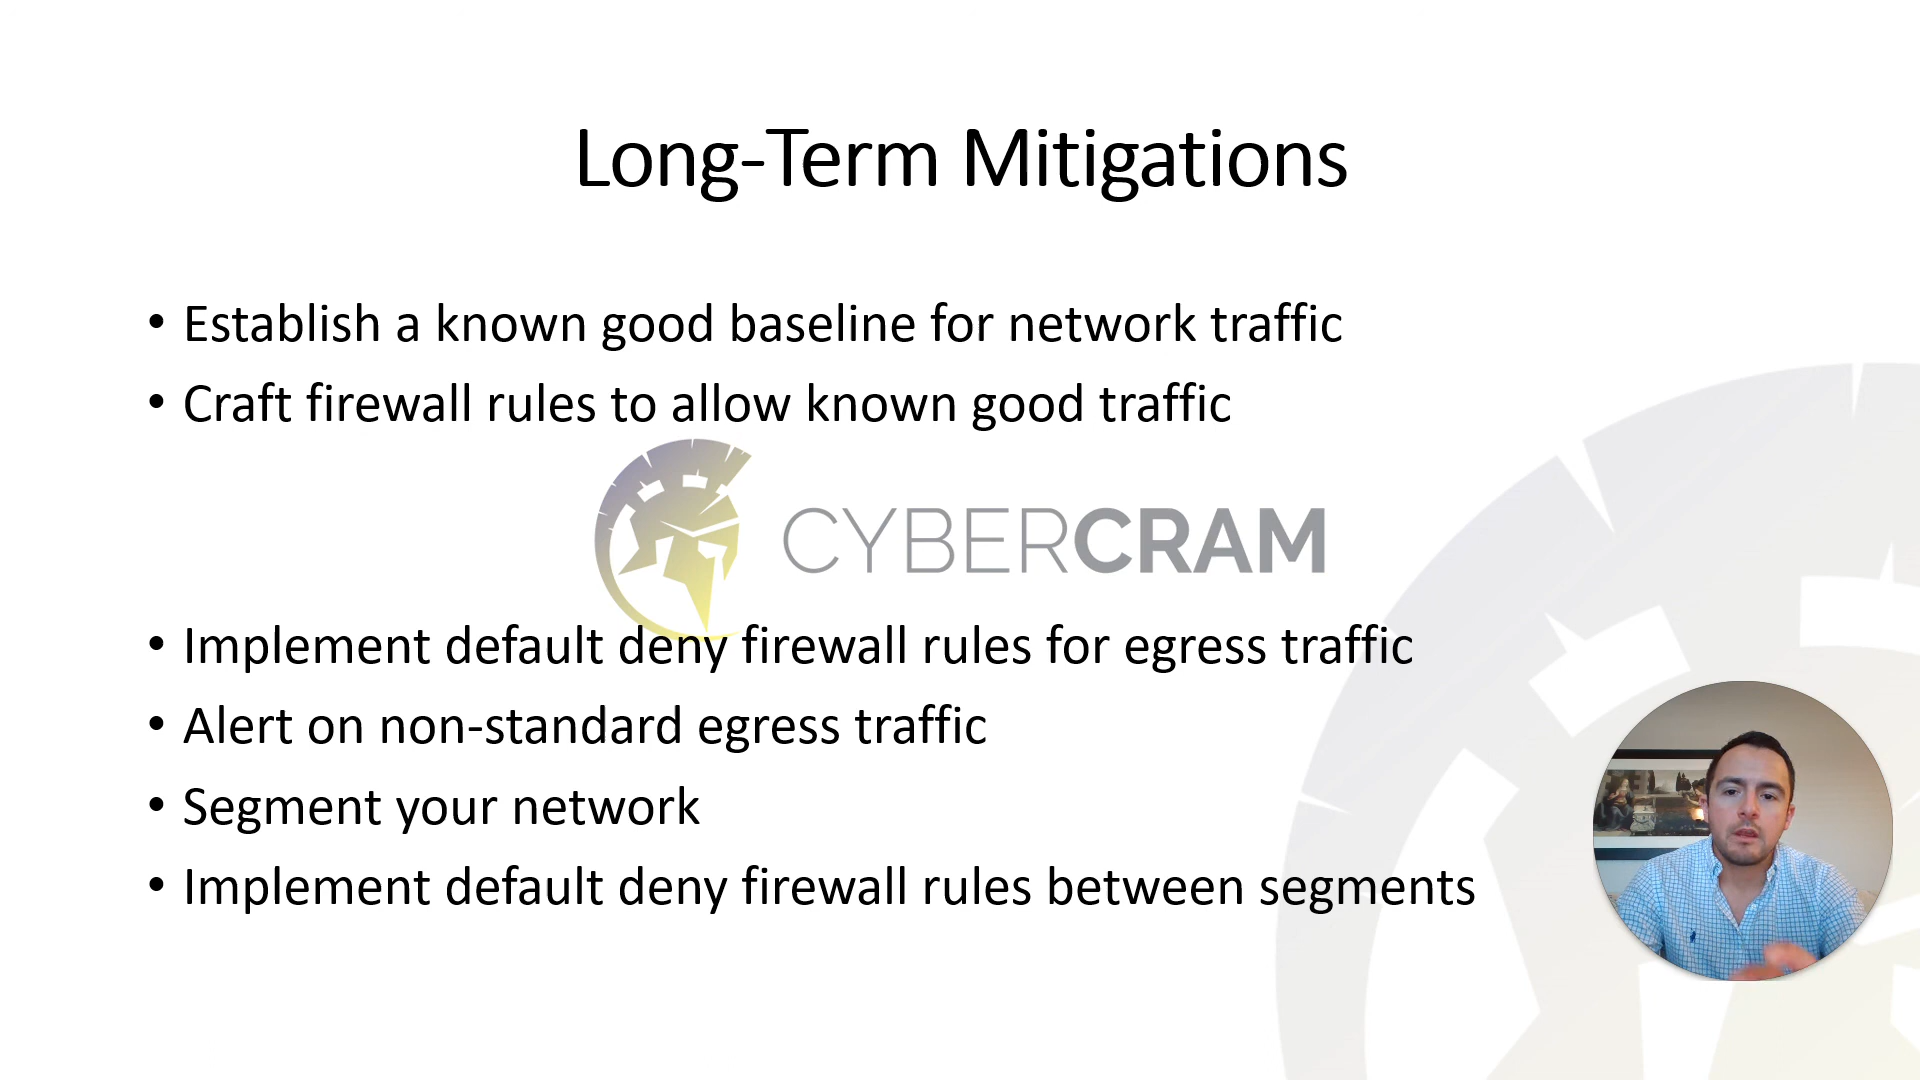 Long-Term Mitigations
• Establish a known good baseline for network traffic
• Craft firewall rules to allow known good traffic
CYBERCRAM
• Implement default deny firewall rules for egress traffic
• Alert on non-standard egress traffic
• Segment your network
• Implement default deny firewall rules between segments